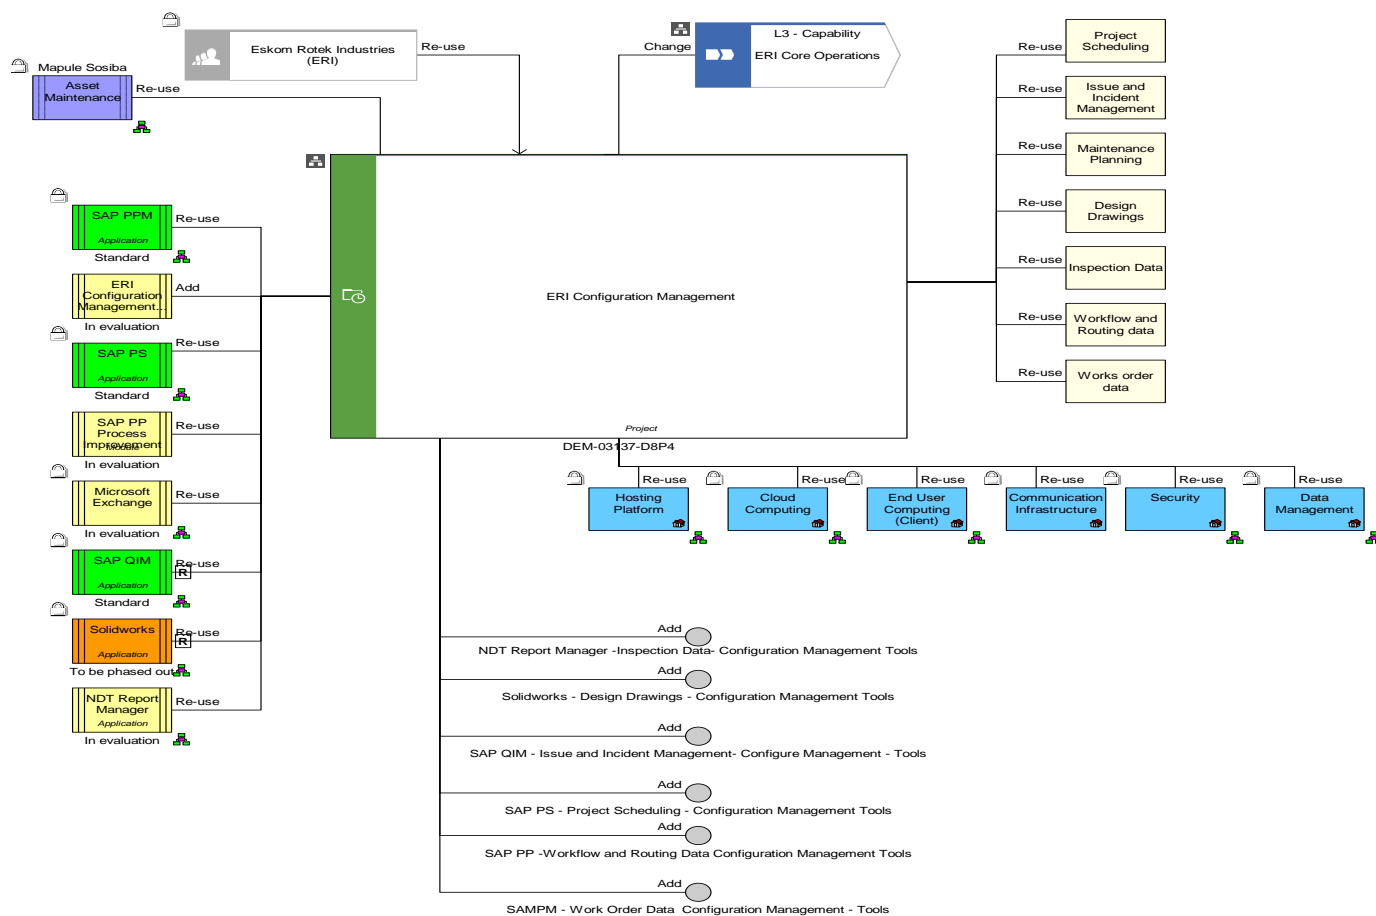 Mapule Sosiba
Asset
Maintenance
Re-use
Eskom Rotek Industries
(ERI)
Re-use
Change
L3 - Capability
ERI Core Operations
Re-use
Project
Scheduling
Re-use
Issue and
Incident
Management
Re-use
Maintenance
Planning
Re-use
Design
Drawings
Re-use
Inspection Data
Re-use
Workflow and
Routing data
Re-use
Works order
data
SAP PPM
Application
Standard
Re-use
ERI
Configuration
Management...
In evaluation
Add
SAP PS
Application
Standard
Re-use
SAP PP
Process
Improvement
Module
In evaluation
Re-use
Microsoft
Exchange
In evaluation
Re-use
SAP QIM
Application
Standard
Re-use
R
Solidworks
Application
To be phased out
Re-use
R
NDT Report
Manager
Application
In evaluation
Re-use
ERI Configuration Management
Project
DEM-03137-D8P4
Re-use
Hosting
Platform
Re-use
Cloud
Computing
Re-use
End User
Computing
(Client)
Re-use
Communication
Infrastructure
Re-use
Security
Re-use
Data
Management
Add
NDT Report Manager -Inspection Data- Configuration Management Tools
Add
Solidworks - Design Drawings - Configuration Management Tools
Add
SAP QIM - Issue and Incident Management- Configure Management - Tools
Add
SAP PS - Project Scheduling - Configuration Management Tools
Add
SAP PP -Workflow and Routing Data Configuration Management Tools
Add
SAMPM - Work Order Data  Configuration Management - Tools